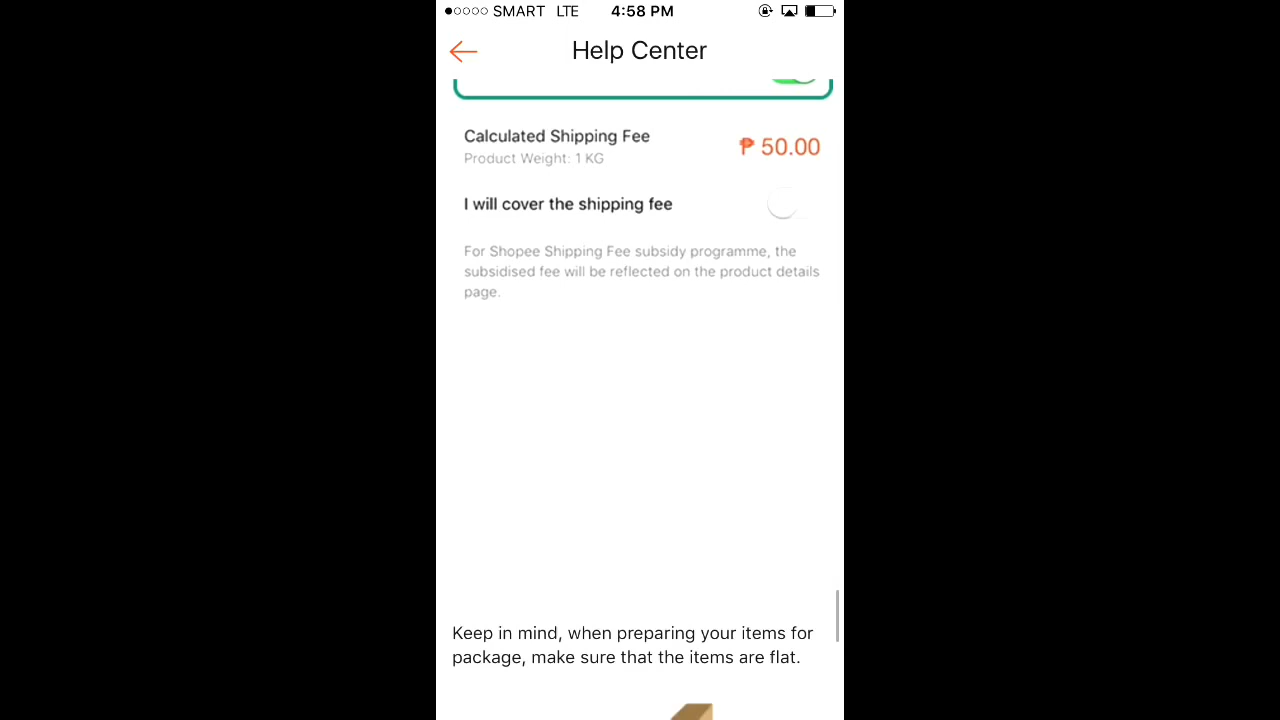 SMART LTE 4:58 PM
Help Center
Calculated Shipping Fee
₱ 50.00
Product Weight: 1 KG
I will cover the shipping fee
For Shopee Shipping Fee subsidy programme, the
subsidised fee will be reflected on the product details
page.
Keep in mind, when preparing your items for
package, make sure that the items are flat.